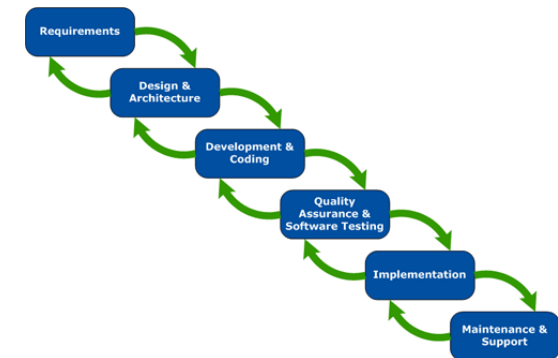 Requirements
Design &
Architecture
Development &
Coding
Quality
Assurance &
Software Testing
Implementation
Maintenance &
Support